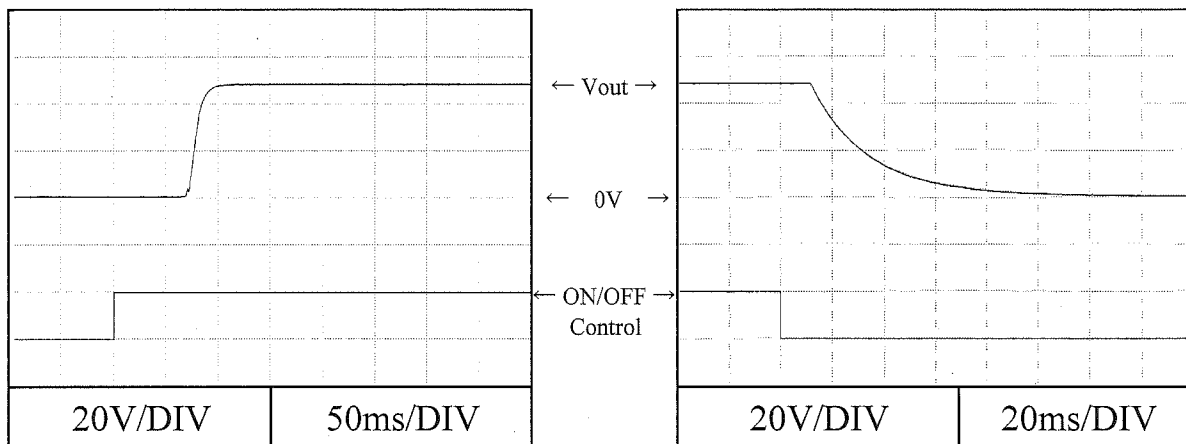 ← Vout →
← 0V →
← ON/OFF →
Control
20V/DIV
50ms/DIV
20V/DIV
20ms/DIV